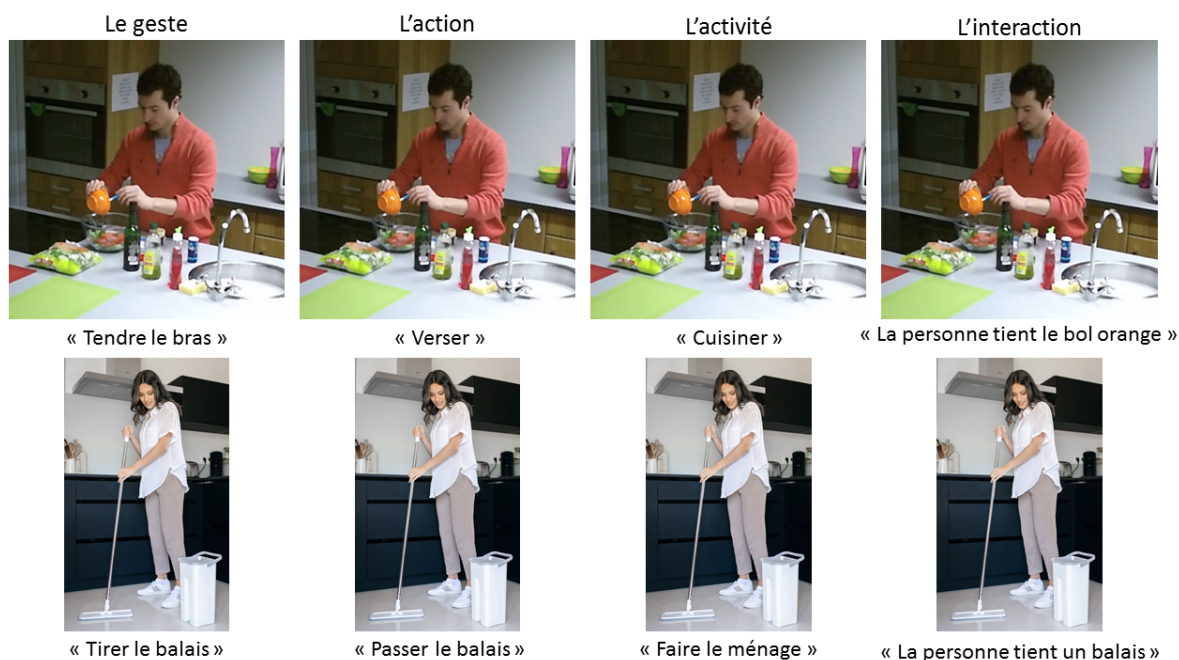 Le geste
L'action
L'activité
L'interaction
« Tendre le bras »
« Verser »
« Cuisiner »
« La personne tient le bol orange »
« Tirer le balais »
« Passer le balais »
« Faire le ménage »
« La personne tient un balais »